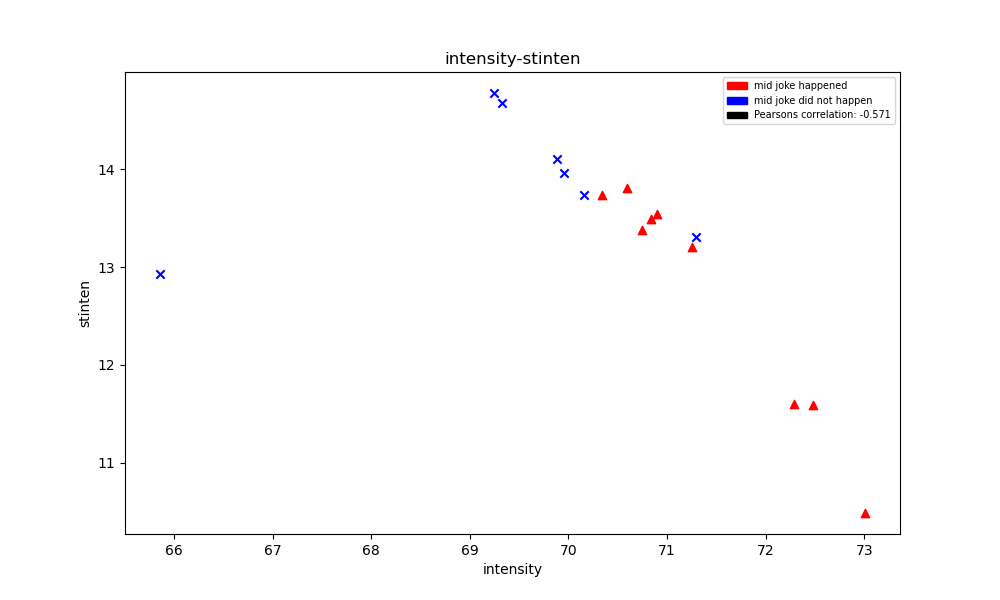 intensity-stinten
mid joke happened
mid joke did not happen
Pearsons correlation: -0.571
14
13
12
11
stinten
66 67 68 69 70 71 72 73
intensity